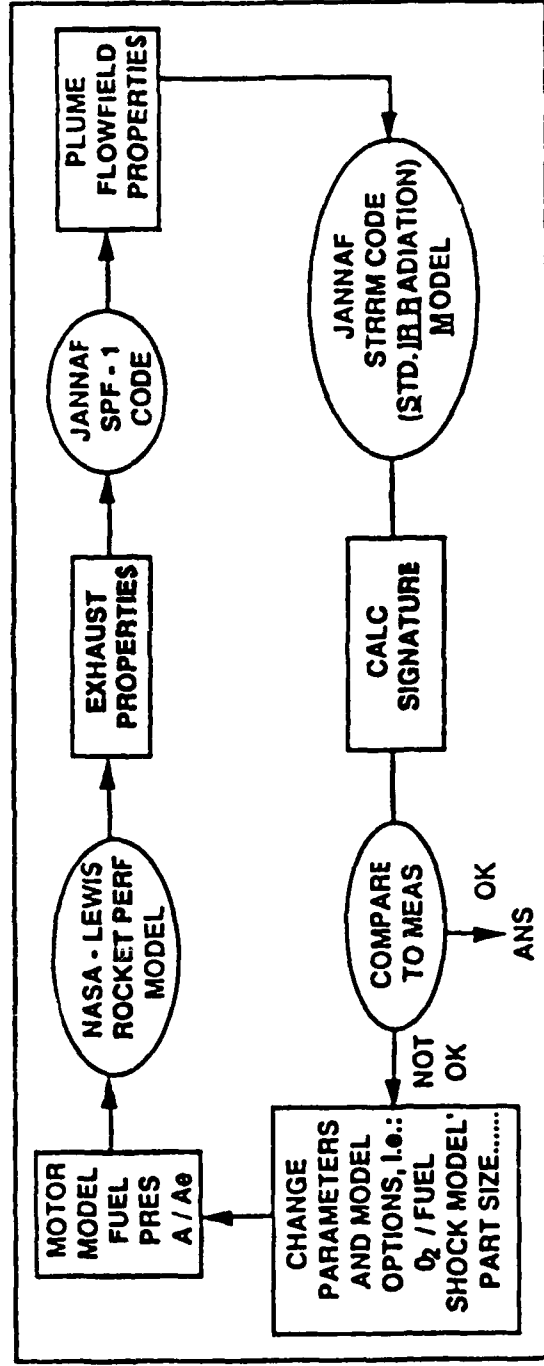 MOTOR
MODEL
FUEL
PRES
A / Ae
NASA - LEWIS
ROCKET PERF
MODEL
EXHAUST
PROPERTIES
JANNAF
SPF - 1
CODE
PLUME
FLOWFIELD
PROPERTIES
JANNAF
STRRM CODE
(STD. IR RADIATION)
MODEL
CALC
SIGNATURE
COMPARE
TO MEAS
OK
ANS
NOT
OK
CHANGE
PARAMETERS
AND MODEL
OPTIONS, i.e.:
O2 / FUEL
SHOCK MODEL'
PART SIZE......